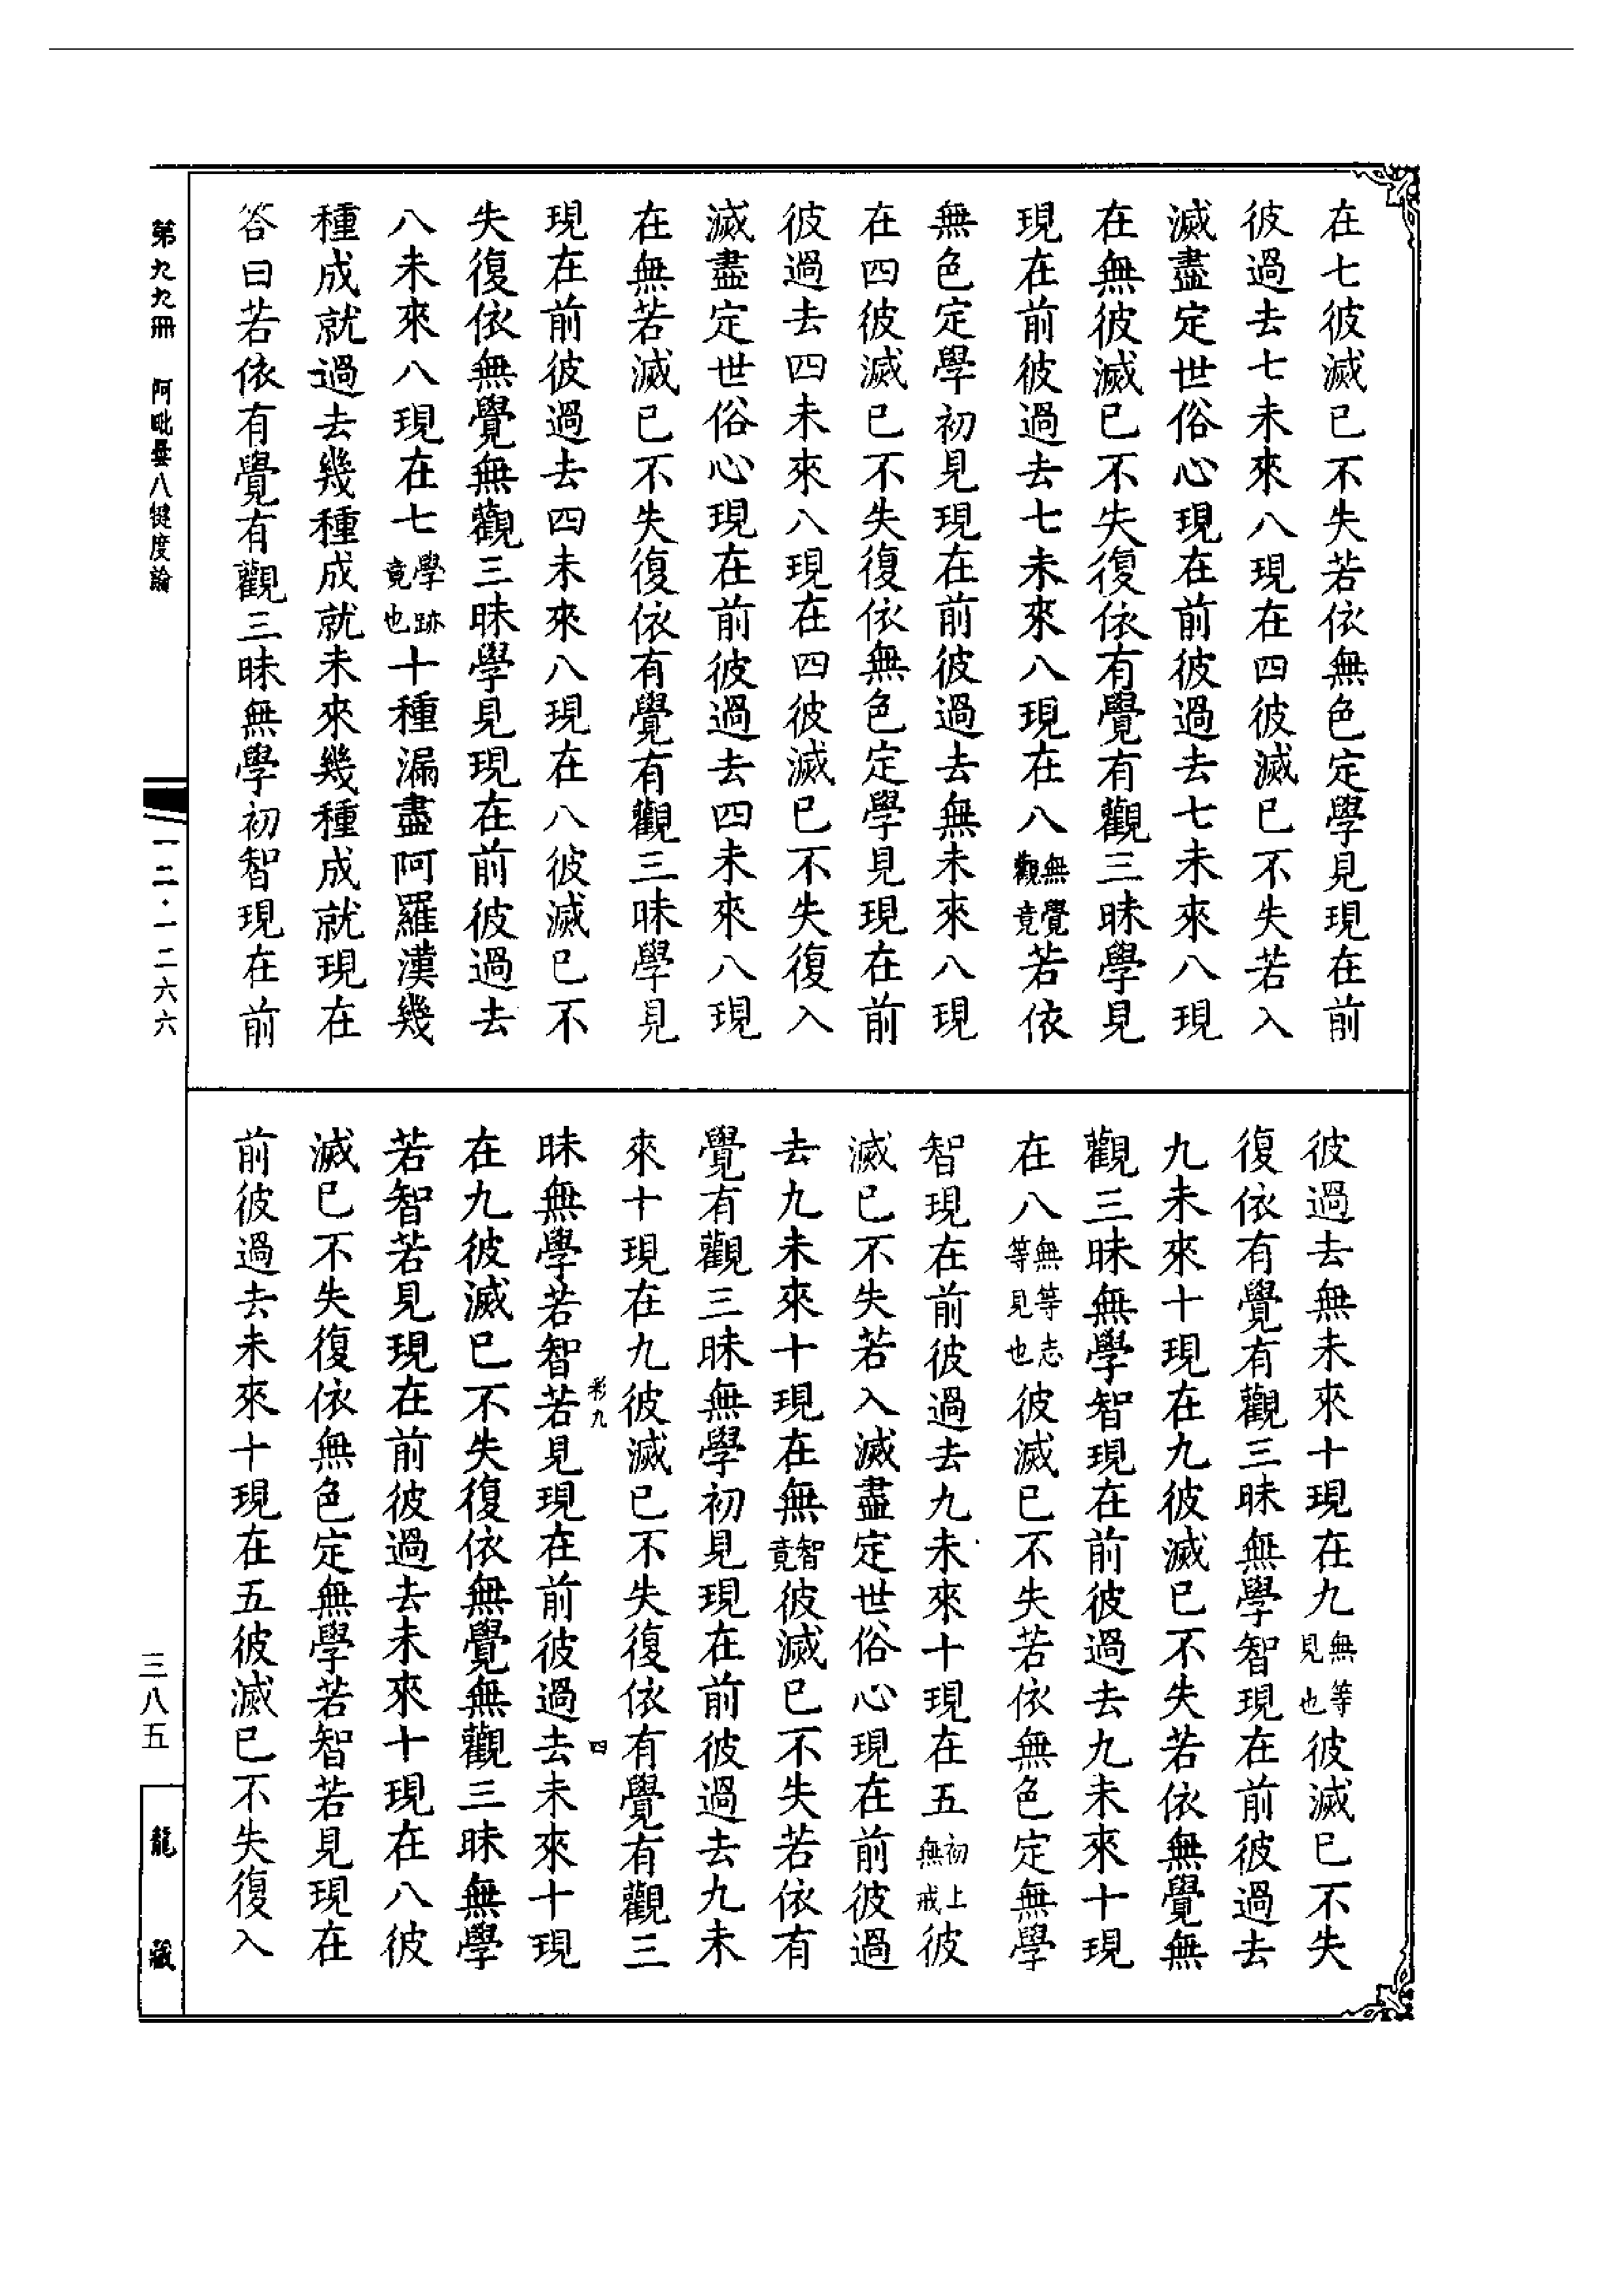 在七彼滅已不失若依無色定學見現在前
彼過去七未來八現在四彼滅已不失若入
滅盡定世俗心現在前彼過去七未來八現
在無彼滅已不失復依有覺有觀三昧學見
現在前彼過去七未來八現在八無覺觀竟若依
無色定學初見現在前彼過去無未來八現
在四彼滅已不失復依無色定學見現在前
彼過去四未來八現在四彼滅已不失復入
滅盡定世俗心現在前彼過去四未來八現
在無若滅已不失復依有覺有觀三昧學見
現在前彼過去四未來八現在八彼滅已不
失復依無覺無觀三昧學見現在前彼過去
八未來八現在七學跡竟也十種漏盡阿羅漢幾
種成就過去幾種成就未來幾種成就現在
答曰若依有覺有觀三昧無學初智現在前
彼過去無未來十現在九無等見也彼滅已不失
復依有覺有觀三昧無學智現在前彼過去
九未來十現在九彼滅已不失若依無覺無
觀三昧無學智現在前彼過去九未來十現
在八無等志等見也彼滅已不失若依無色定無學
智現在前彼過去九未來十現在五初上無戒彼
滅已不失若入滅盡定世俗心現在前彼過
去九未來十現在無智竟彼滅已不失若依有
覺有觀三昧無學初見現在前彼過去九未
來十現在九彼滅已不失復依有覺有觀三
昧無學若智若見現在前彼過去未來十現
在九彼滅已不失復依無覺無觀三昧無學
若智若見現在前彼過去未來十現在八彼
滅已不失復依無色定無學若智若見現在
前彼過去未來十現在五彼滅已不失復入
四
第九九冊 阿毗曇八犍度論
一二·一二六六
三八五
龍藏